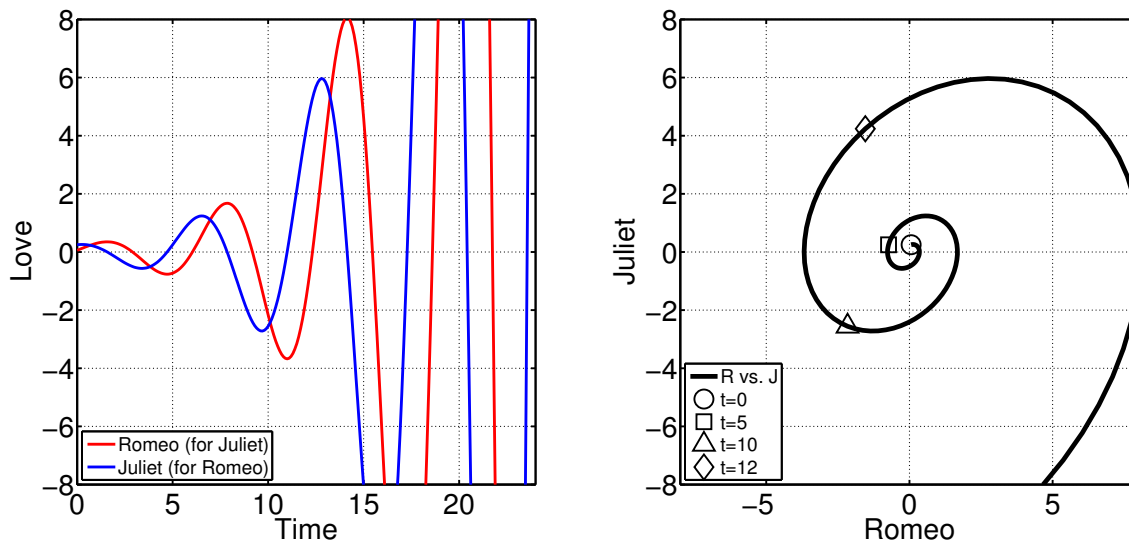 8
6
4
2
0
−2
−4
−6
−8
Love
0 5 10 15 20
Time
Romeo (for Juliet)
Juliet (for Romeo)
8
6
4
2
0
−2
−4
−6
−8
Juliet
−5 0 5
Romeo
R vs. J
t=0
t=5
t=10
t=12